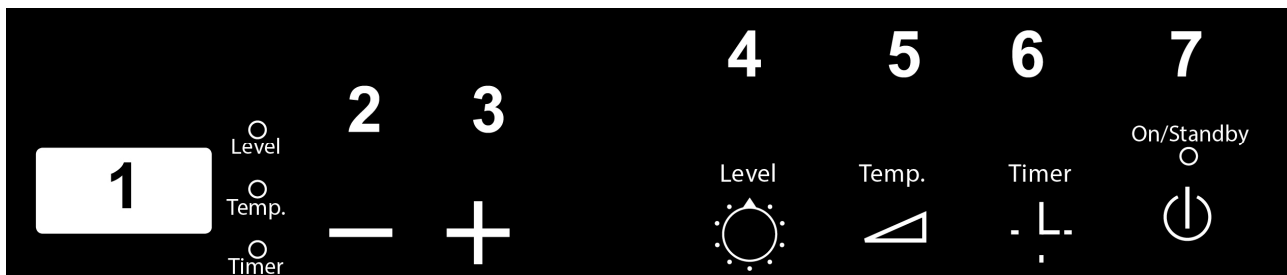 4 5 6 7
2 3
On/Standby
Level
1
Level Temp. Timer
Temp.
Timer